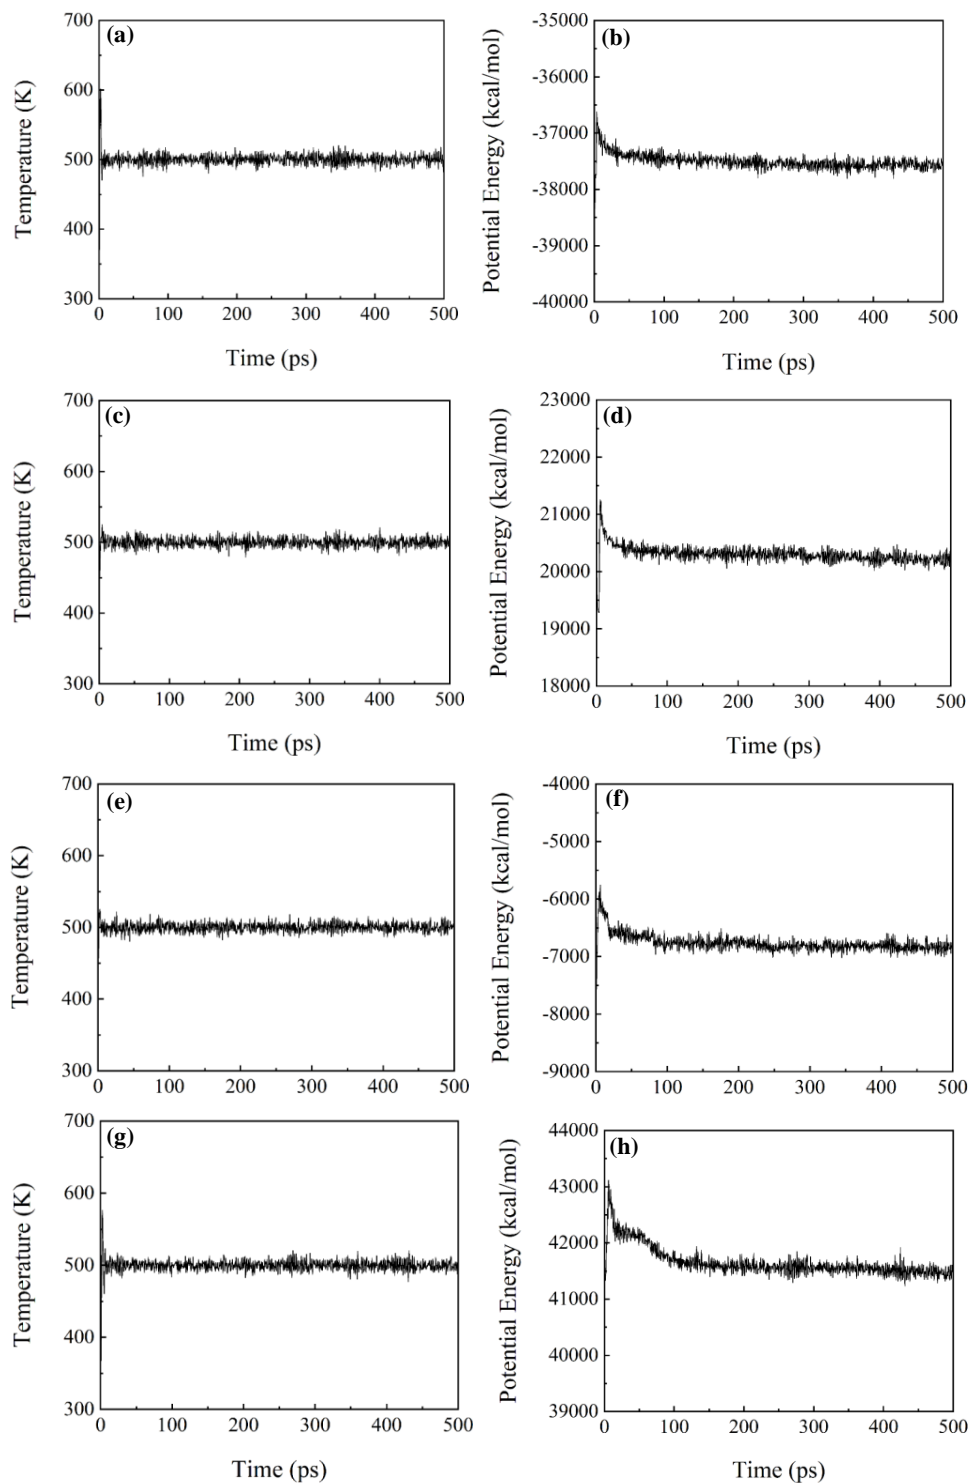 (a)
Temperature (K)
700
600
500
400
300
0 100 200 300 400 500
Time (ps)
(b)
Potential Energy (kcal/mol)
-35000
-36000
-37000
-38000
-39000
-40000
0 100 200 300 400 500
Time (ps)
(c)
Temperature (K)
700
600
500
400
300
0 100 200 300 400 500
Time (ps)
(d)
Potential Energy (kcal/mol)
23000
22000
21000
20000
19000
18000
0 100 200 300 400 500
Time (ps)
(e)
Temperature (K)
700
600
500
400
300
0 100 200 300 400 500
(f)
Potential Energy (kcal/mol)
-4000
-5000
-6000
-7000
-8000
-9000
0 100 200 300 400 500
(g)
Temperature (K)
700
600
500
400
300
0 100 200 300 400 500
Time (ps)
(h)
Potential Energy (kcal/mol)
44000
43000
42000
41000
40000
39000
0 100 200 300 400 500
Time (ps)